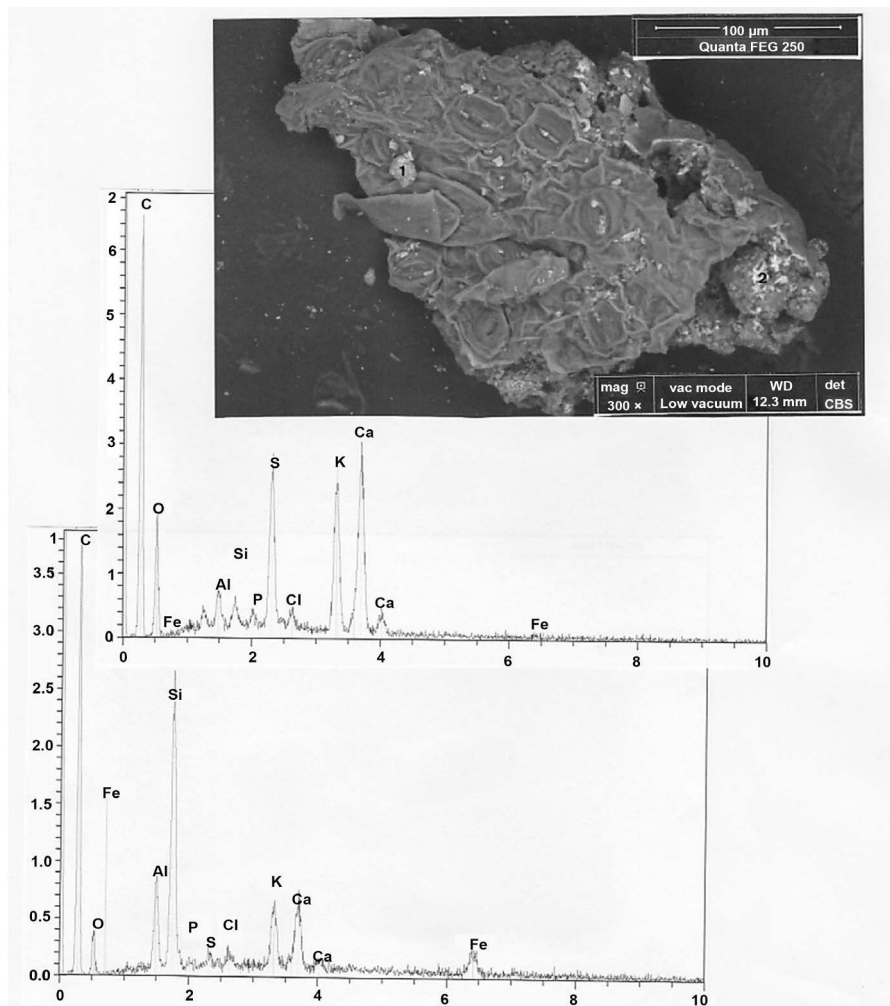 100 µm
Quanta FEG 250
1
2
mag vac mode WD det
300 × Low vacuum 12.3 mm CBS
2
6
5
4
3
2
1
0
C
O
Fe
Al
Si
P
S
Cl
K
Ca
Ca
Fe
0 2 4 6 8 10
1
3.5
3.0
2.5
2.0
1.5
1.0
0.5
0.0
C
O
Fe
Al
Si
P
S
Cl
K
Ca
Ca
Fe
0 2 4 6 8 10